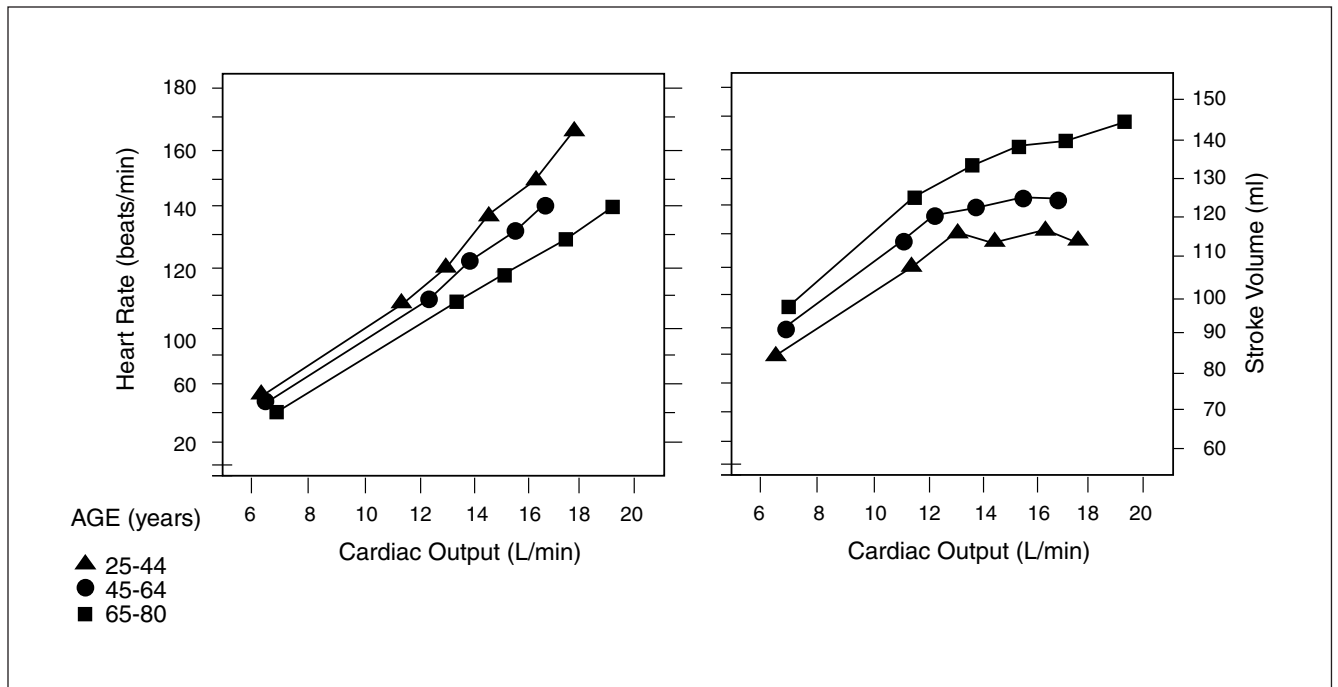 180
160
140
120
100
60
20
Heart Rate (beats/min)
6 8 10 12 14 16 18 20
Cardiac Output (L/min)
150
140
130
120
110
100
90
80
70
60
Stroke Volume (ml)
6 8 10 12 14 16 18 20
Cardiac Output (L/min)
AGE (years)
25-44
45-64
65-80